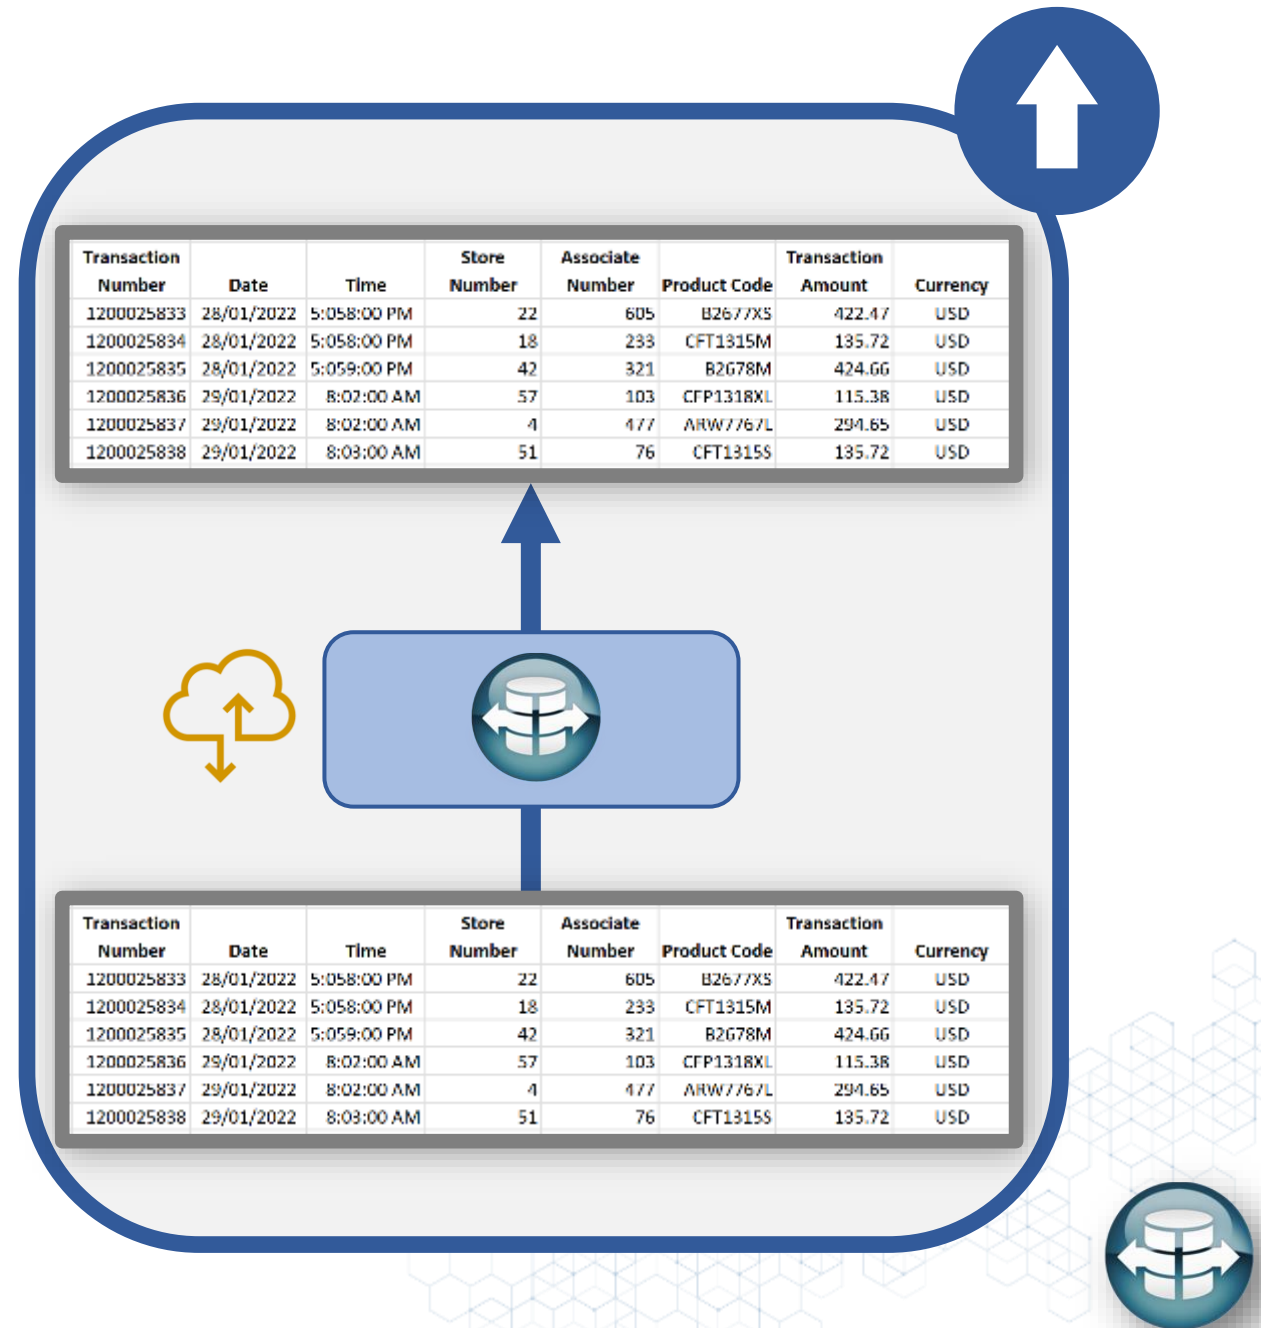 Transaction Store Associate Transaction
Number Date Time Number Number Product Code Amount Currency
1200025833 28/01/2022 5:058:00 PM 22 605 B2677XS 422.47 USD
1200025834 28/01/2022 5:058:00 PM 18 233 CFT1315M 135.72 USD
1200025835 28/01/2022 5:059:00 PM 42 321 B2678M 424.66 USD
1200025836 29/01/2022 8:02:00 AM 57 103 CFP1318XL 115.38 USD
1200025837 29/01/2022 8:02:00 AM 4 477 ARW7767L 294.65 USD
1200025838 29/01/2022 8:03:00 AM 51 76 CFT1315S 135.72 USD
Transaction Store Associate Transaction
Number Date Time Number Number Product Code Amount Currency
1200025833 28/01/2022 5:058:00 PM 22 605 B2677XS 422.47 USD
1200025834 28/01/2022 5:058:00 PM 18 233 CFT1315M 135.72 USD
1200025835 28/01/2022 5:059:00 PM 42 321 B2678M 424.66 USD
1200025836 29/01/2022 8:02:00 AM 57 103 CFP1318XL 115.38 USD
1200025837 29/01/2022 8:02:00 AM 4 477 ARW7767L 294.65 USD
1200025838 29/01/2022 8:03:00 AM 51 76 CFT1315S 135.72 USD